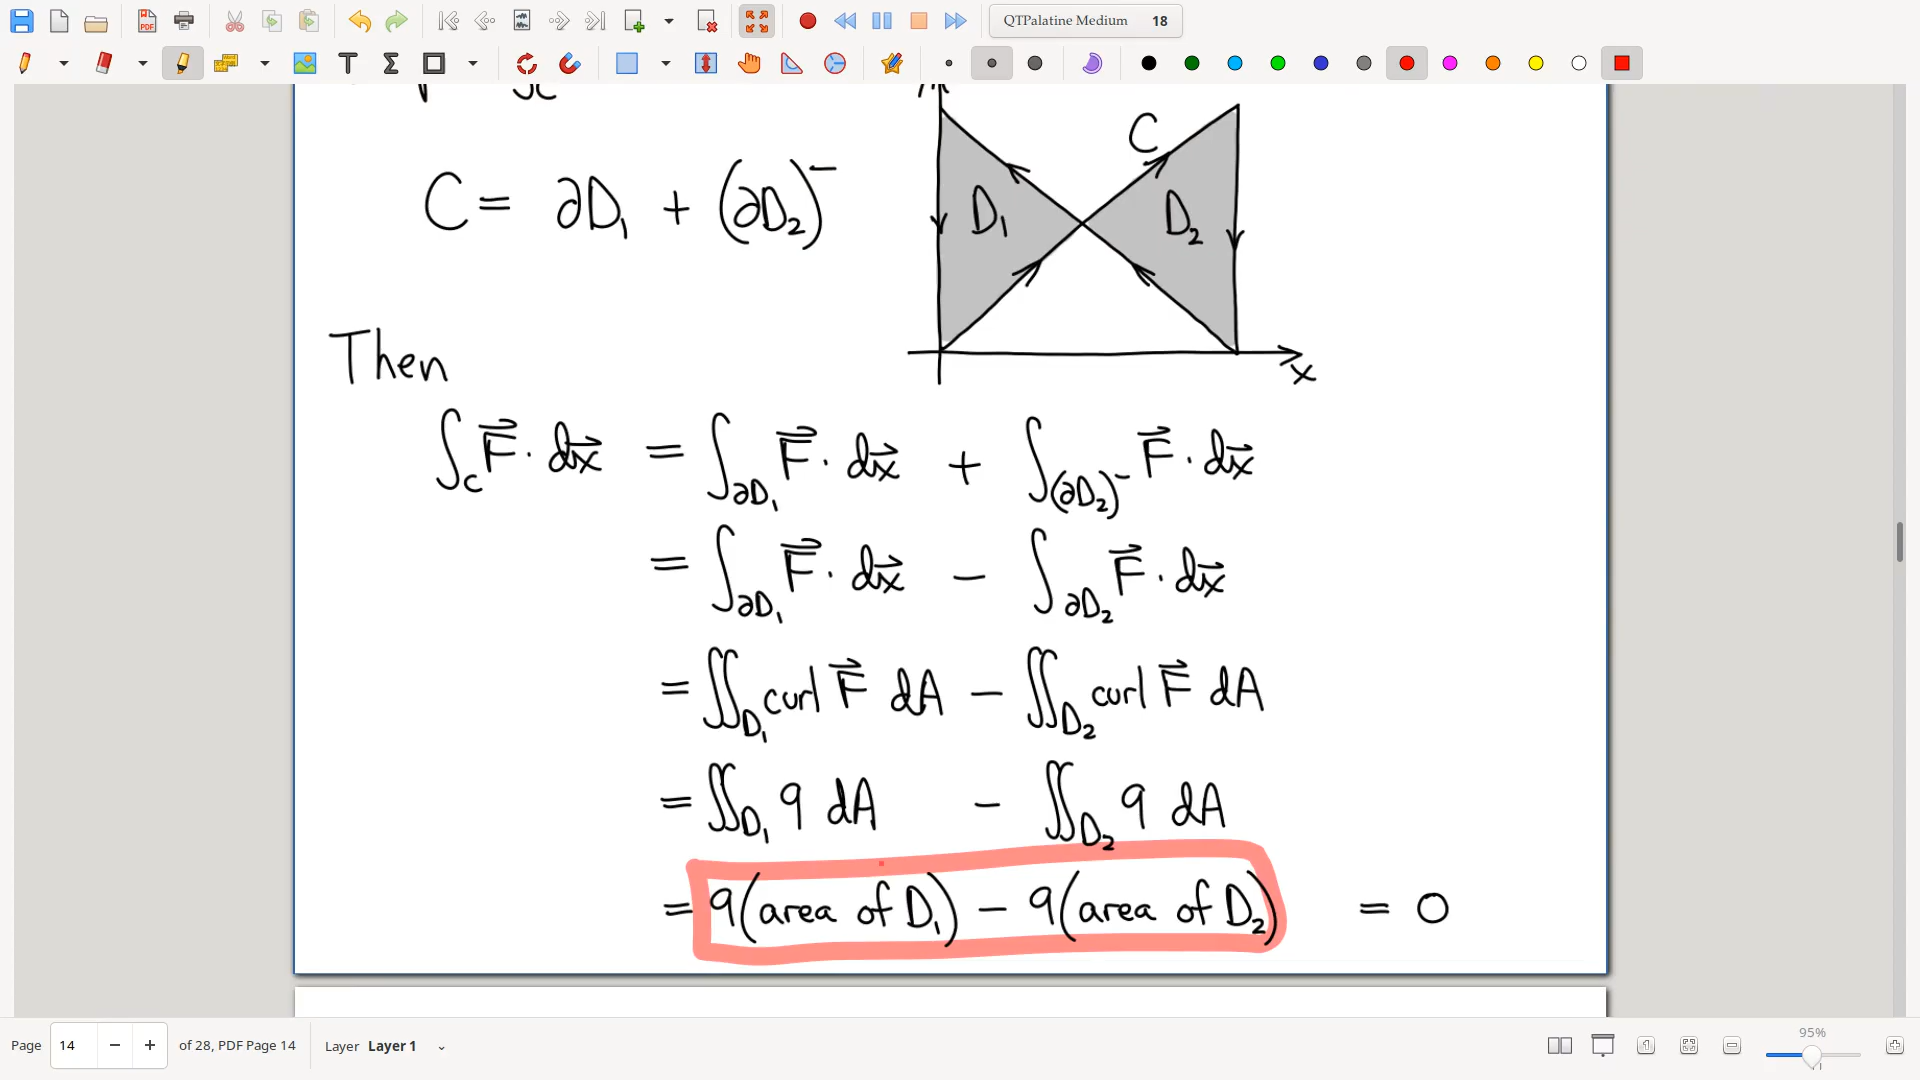 QTPalatine Medium 18
C
D₁
D₂
x
C = ∂D₁ + (∂D₂)⁻
Then
∫_C F⃗ · dx⃗ = ∫_∂D₁ F⃗ · dx⃗ + ∫_(∂D₂)⁻ F⃗ · dx⃗
= ∫_∂D₁ F⃗ · dx⃗ − ∫_∂D₂ F⃗ · dx⃗
= ∬_D₁ curl F⃗ dA − ∬_D₂ curl F⃗ dA
= ∬_D₁ 9 dA − ∬_D₂ 9 dA
= 9(area of D₁) − 9(area of D₂) = 0
Page 14 of 28, PDF Page 14 Layer Layer 1 95%